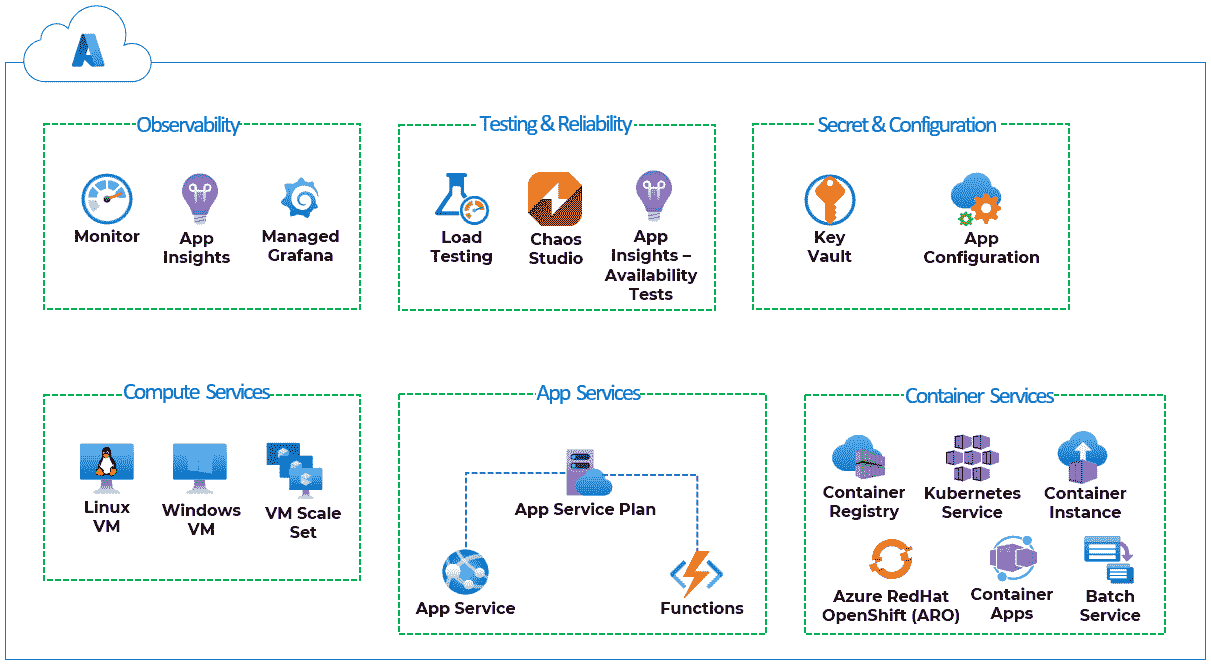 Observability
Monitor
App
Insights
Managed
Grafana
Testing & Reliability
Load
Testing
Chaos
Studio
App
Insights –
Availability
Tests
Secret & Configuration
Key
Vault
App
Configuration
Compute Services
Linux
VM
Windows
VM
VM Scale
Set
App Services
App Service Plan
App Service
Functions
Container Services
Container
Registry
Kubernetes
Service
Container
Instance
Azure RedHat
OpenShift (ARO)
Container
Apps
Batch
Service